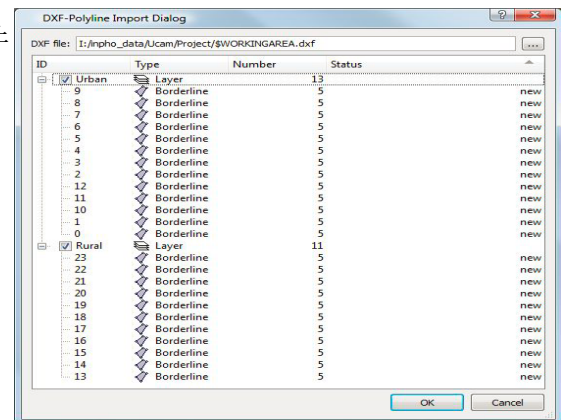 DXF-Polyline Import Dialog
DXF file: I:/inpho_data/Ucam/Project/$WORKINGAREA.dxf ...
ID Type Number Status
Urban Layer 13
9 Borderline 5 new
8 Borderline 5 new
7 Borderline 5 new
6 Borderline 5 new
5 Borderline 5 new
4 Borderline 5 new
3 Borderline 5 new
2 Borderline 5 new
12 Borderline 5 new
11 Borderline 5 new
10 Borderline 5 new
1 Borderline 5 new
0 Borderline 5 new
Rural Layer 11
23 Borderline 5 new
22 Borderline 5 new
21 Borderline 5 new
20 Borderline 5 new
19 Borderline 5 new
18 Borderline 5 new
17 Borderline 5 new
16 Borderline 5 new
15 Borderline 5 new
14 Borderline 5 new
13 Borderline 5 new
OK Cancel